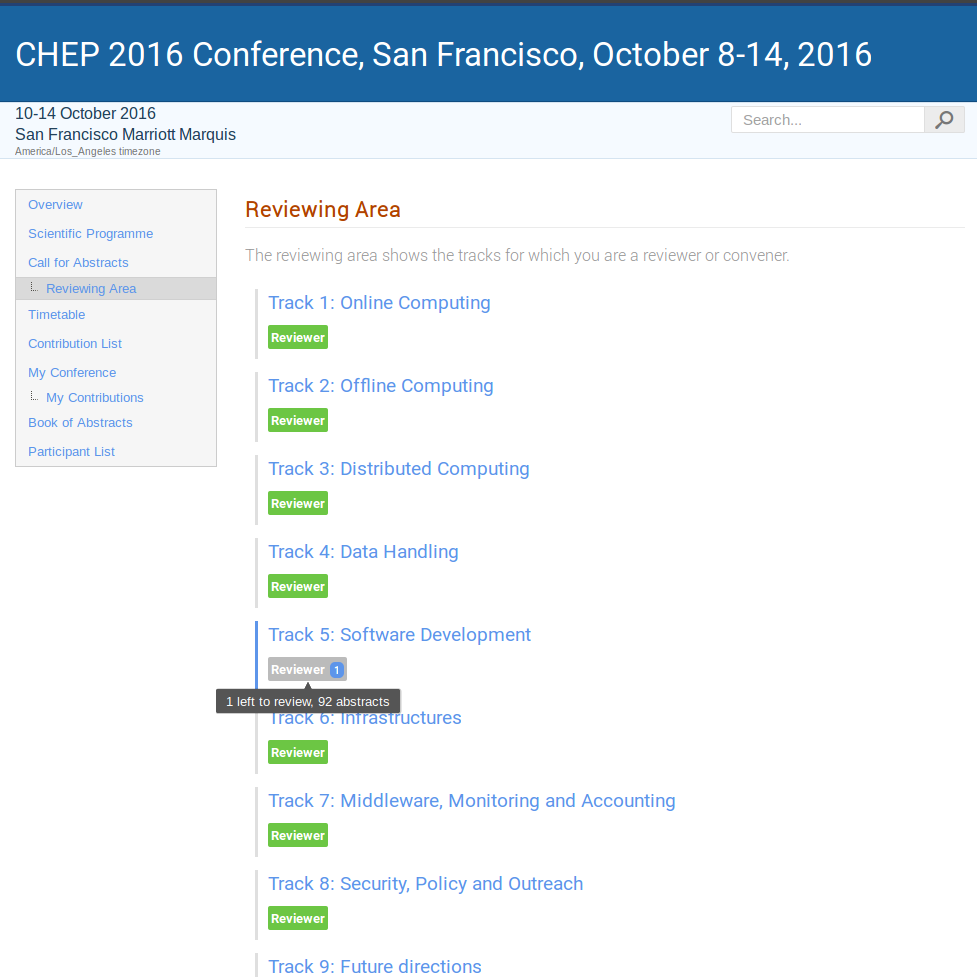 CHEP 2016 Conference, San Francisco, October 8-14, 2016
10-14 October 2016
San Francisco Marriott Marquis
America/Los_Angeles timezone
Search...
Overview
Scientific Programme
Call for Abstracts
Reviewing Area
Timetable
Contribution List
My Conference
My Contributions
Book of Abstracts
Participant List
Reviewing Area
The reviewing area shows the tracks for which you are a reviewer or convener.
Track 1: Online Computing
Reviewer
Track 2: Offline Computing
Reviewer
Track 3: Distributed Computing
Reviewer
Track 4: Data Handling
Reviewer
Track 5: Software Development
Reviewer 1
1 left to review, 92 abstracts
Track 6: Infrastructures
Reviewer
Track 7: Middleware, Monitoring and Accounting
Reviewer
Track 8: Security, Policy and Outreach
Reviewer
Track 9: Future directions